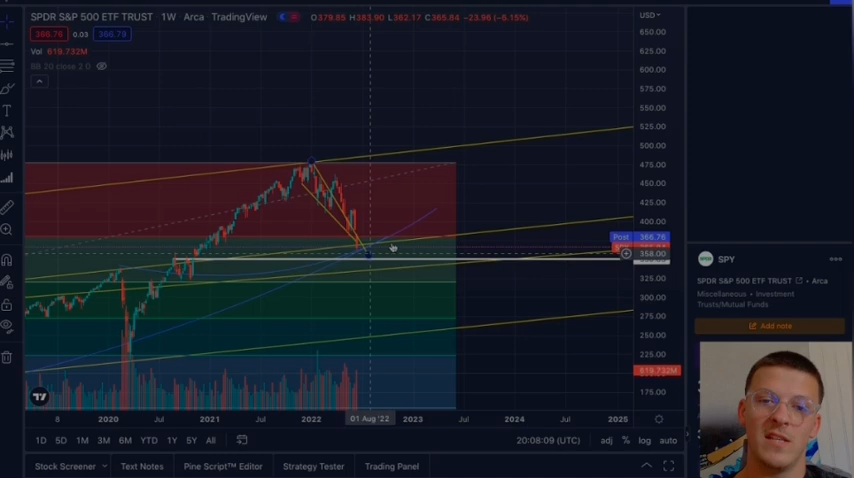 SPDR S&P 500 ETF TRUST · 1W Arca TradingView O379.85 H383.90 L362.17 C365.84 −23.96 (−6.15%)
USD
366.76 0.03 366.79
Vol 619.732M
BB 20 close 2 0
650.00
625.00
600.00
575.00
550.00
525.00
500.00
475.00
450.00
425.00
400.00
Post 366.76
358.00
325.00
300.00
275.00
250.00
225.00
619.732M
175.00
8 2020 Jul 2021 Jul 2022 01 Aug '22 2023 Jul 2024 Jul 2025
1D 5D 1M 3M 6M YTD 1Y 5Y All 20:08:09 (UTC) adj % log auto
Stock Screener Text Notes Pine Script™ Editor Strategy Tester Trading Panel
SPY
SPDR S&P 500 ETF TRUST · Arca
Miscellaneous • Investment
Trusts/Mutual Funds
Add note